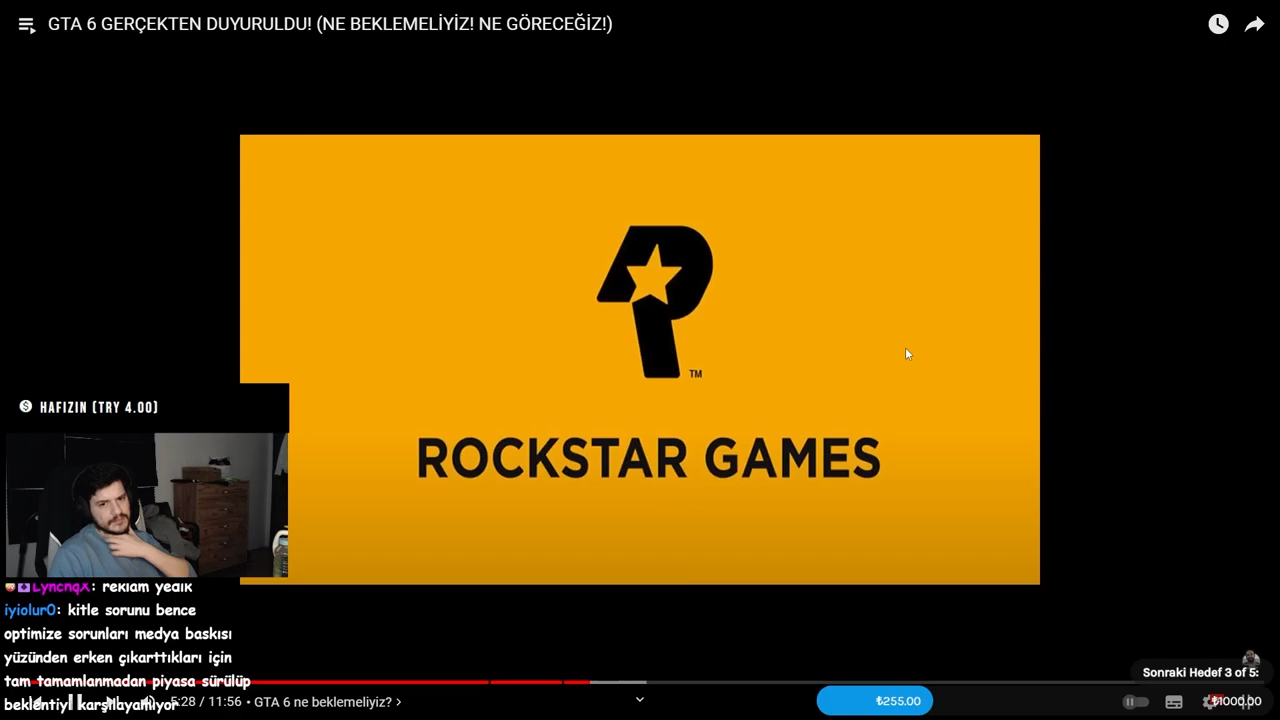 GTA 6 GERÇEKTEN DUYURULDU! (NE BEKLEMELİYİZ! NE GÖRECEĞİZ!)
TM
ROCKSTAR GAMES
HAFIZIN (TRY 4.00)
LyncnqX: reklam yedik
iyiolur0: kitle sorunu bence
optimize sorunları medya baskısı
yüzünden erken çıkarttıkları için
tam tamamlanmadan piyasa sürülüp
beklentiyi karşılayamıyor
Sonraki Hedef 3 of 5:
5:28 / 11:56 • GTA 6 ne beklemeliyiz?
₺255.00
₺1000.00